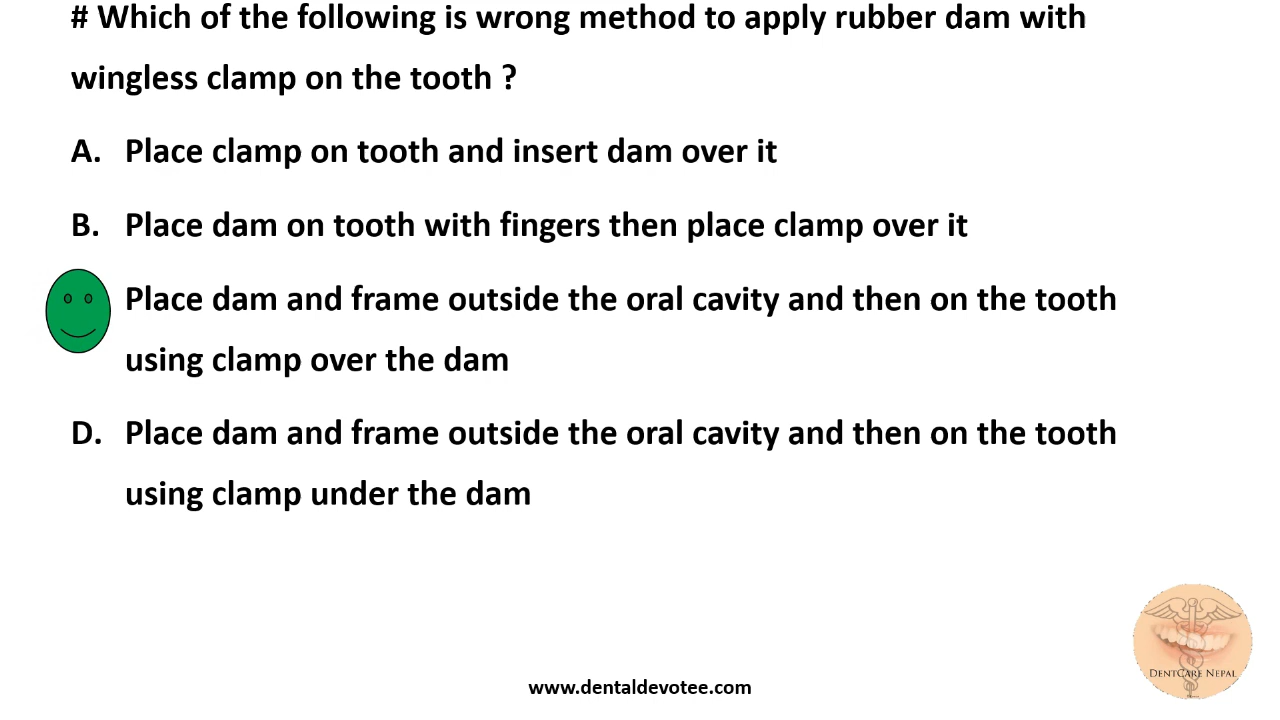 # Which of the following is wrong method to apply rubber dam with
wingless clamp on the tooth ?
A. Place clamp on tooth and insert dam over it
B. Place dam on tooth with fingers then place clamp over it
Place dam and frame outside the oral cavity and then on the tooth
using clamp over the dam
D. Place dam and frame outside the oral cavity and then on the tooth
using clamp under the dam
DENTCARE NEPAL
www.dentaldevotee.com